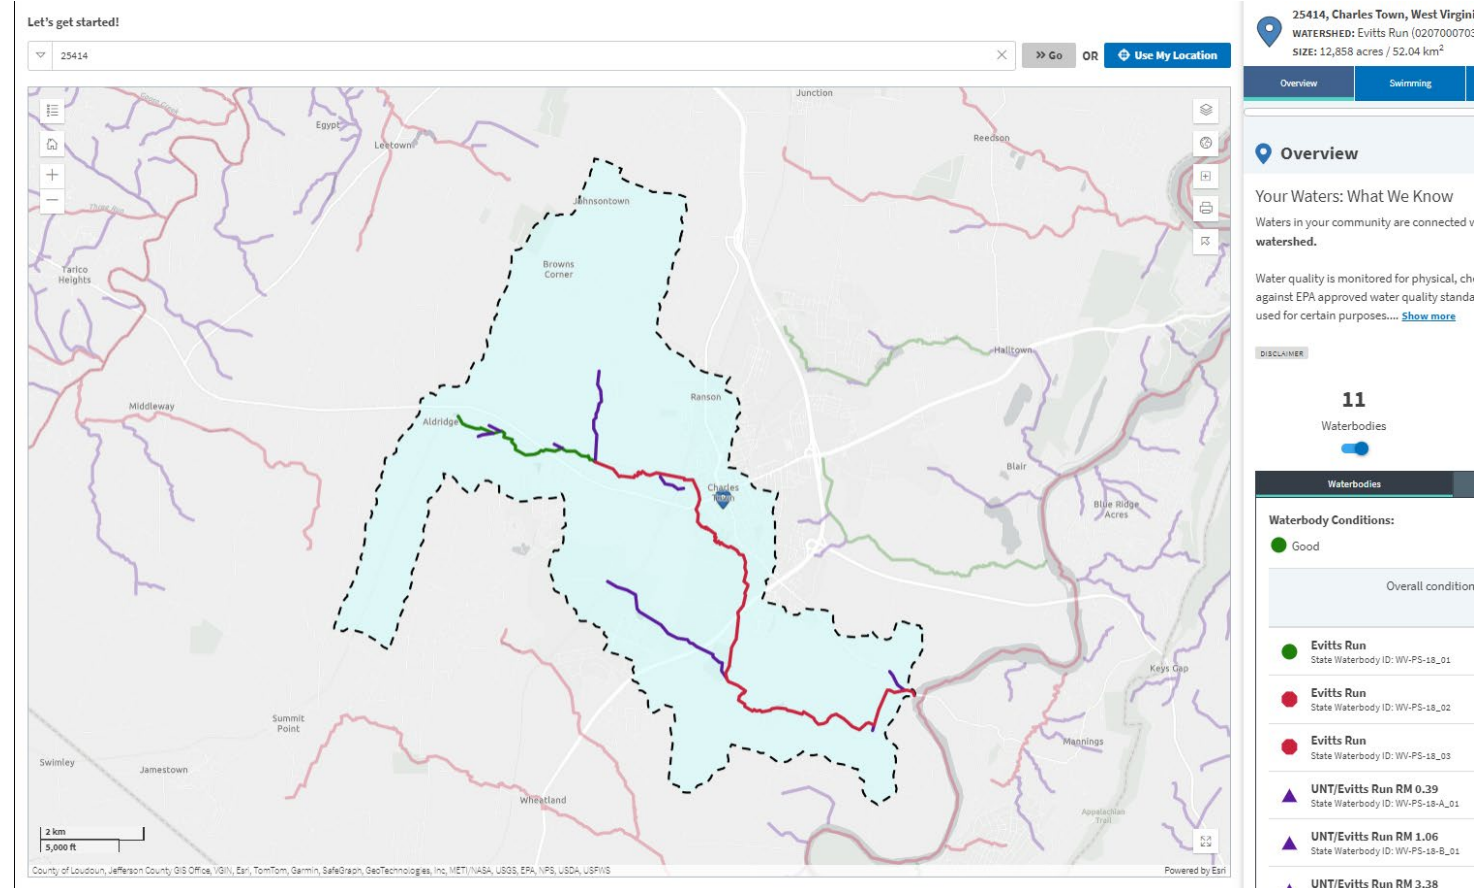 Let's get started!
25414
Go
OR
Use My Location
Junction
Egypt
Leetown
Reedson
Johnsontown
Tarico
Heights
Browns
Corner
Halltown
Middleway
Ranson
Aldridge
Blair
Charles
Town
Blue Ridge
Acres
Keys Gap
Summit
Point
Mannings
Swimley
Jamestown
Wheatland
Appalachian
Trail
2 km
5,000 ft
County of Loudoun, Jefferson County GIS Office, VGIN, Esri, TomTom, Garmin, SafeGraph, GeoTechnologies, Inc, METI/NASA, USGS, EPA, NPS, USDA, USFWS
Powered by Esri
25414, Charles Town, West Virgini
WATERSHED: Evitts Run (0207000703
SIZE: 12,858 acres / 52.04 km²
Overview
Swimming
Overview
Your Waters: What We Know
Waters in your community are connected w
watershed.
Water quality is monitored for physical, che
against EPA approved water quality standa
used for certain purposes.... Show more
DISCLAIMER
11
Waterbodies
Waterbodies
Waterbody Conditions:
Good
Overall condition
Evitts Run
State Waterbody ID: WV-PS-18_01
Evitts Run
State Waterbody ID: WV-PS-18_02
Evitts Run
State Waterbody ID: WV-PS-18_03
UNT/Evitts Run RM 0.39
State Waterbody ID: WV-PS-18-A_01
UNT/Evitts Run RM 1.06
State Waterbody ID: WV-PS-18-B_01
UNT/Evitts Run RM 3.38